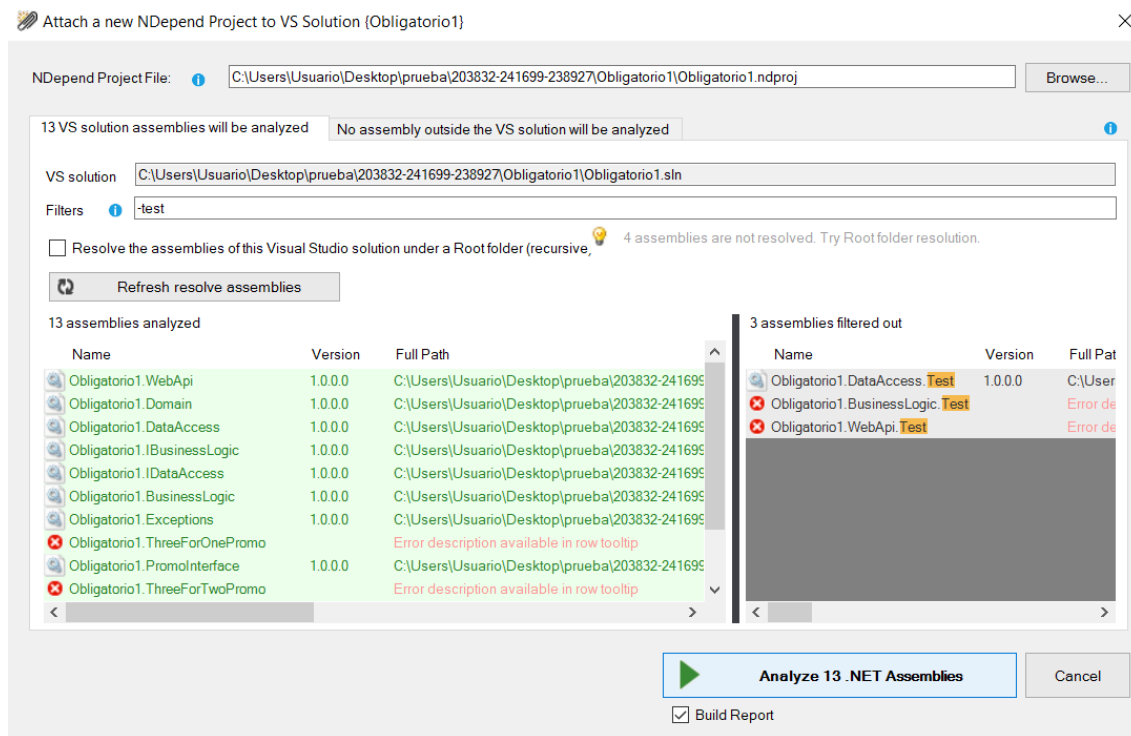 Attach a new NDepend Project to VS Solution {Obligatorio1}
NDepend Project File: C:\Users\Usuario\Desktop\prueba\203832-241699-238927\Obligatorio1\Obligatorio1.ndproj Browse...
13 VS solution assemblies will be analyzed No assembly outside the VS solution will be analyzed
VS solution C:\Users\Usuario\Desktop\prueba\203832-241699-238927\Obligatorio1\Obligatorio1.sln
Filters -test
Resolve the assemblies of this Visual Studio solution under a Root folder (recursive, 4 assemblies are not resolved. Try Root folder resolution.
Refresh resolve assemblies
13 assemblies analyzed
Name Version Full Path
Obligatorio1.WebApi 1.0.0.0 C:\Users\Usuario\Desktop\prueba\203832-241699
Obligatorio1.Domain 1.0.0.0 C:\Users\Usuario\Desktop\prueba\203832-241699
Obligatorio1.DataAccess 1.0.0.0 C:\Users\Usuario\Desktop\prueba\203832-241699
Obligatorio1.IBusinessLogic 1.0.0.0 C:\Users\Usuario\Desktop\prueba\203832-241699
Obligatorio1.IDataAccess 1.0.0.0 C:\Users\Usuario\Desktop\prueba\203832-241699
Obligatorio1.BusinessLogic 1.0.0.0 C:\Users\Usuario\Desktop\prueba\203832-241699
Obligatorio1.Exceptions 1.0.0.0 C:\Users\Usuario\Desktop\prueba\203832-241699
Obligatorio1.ThreeForOnePromo Error description available in row tooltip
Obligatorio1.PromoInterface 1.0.0.0 C:\Users\Usuario\Desktop\prueba\203832-241699
Obligatorio1.ThreeForTwoPromo Error description available in row tooltip
3 assemblies filtered out
Name Version Full Pat
Obligatorio1.DataAccess.Test 1.0.0.0 C:\User
Obligatorio1.BusinessLogic.Test Error de
Obligatorio1.WebApi.Test Error de
Analyze 13 .NET Assemblies Cancel
Build Report